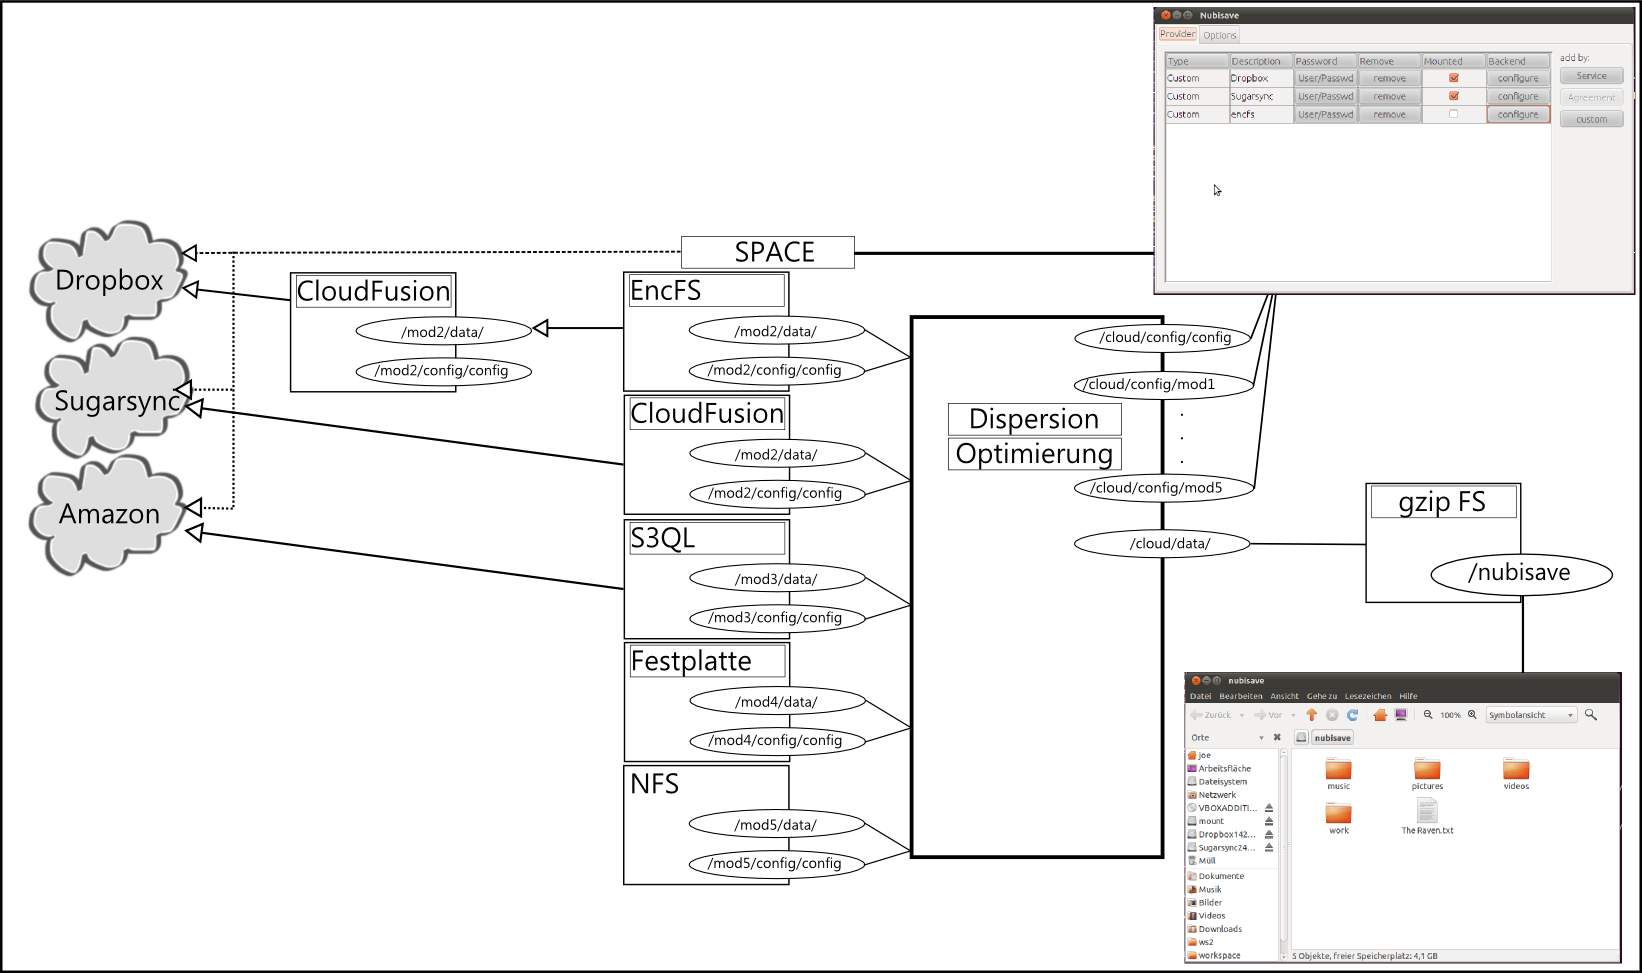 Nubisave
Provider Options
Type Description Password Remove Mounted Backend
Custom Dropbox User/Passwd remove configure
Custom Sugarsync User/Passwd remove configure
Custom encfs User/Passwd remove configure
add by:
Service
Agreement
custom
SPACE
Dropbox
Sugarsync
Amazon
CloudFusion
/mod2/data/
/mod2/config/config
EncFS
/mod2/data/
/mod2/config/config
CloudFusion
/mod2/data/
/mod2/config/config
S3QL
/mod3/data/
/mod3/config/config
Festplatte
/mod4/data/
/mod4/config/config
NFS
/mod5/data/
/mod5/config/config
Dispersion
Optimierung
/cloud/config/config
/cloud/config/mod1
.
.
.
/cloud/config/mod5
/cloud/data/
gzip FS
/nubisave
nubisave
Datei Bearbeiten Ansicht Gehe zu Lesezeichen Hilfe
Zurück Vor 100% Symbolansicht
Orte nubisave
joe
Arbeitsfläche
Dateisystem
Netzwerk
VBOXADDITI...
mount
Dropbox142...
Sugarsync24...
Müll
Dokumente
Musik
Bilder
Videos
Downloads
ws2
workspace
music pictures videos
work The Raven.txt
5 Objekte, freier Speicherplatz: 4,1 GB